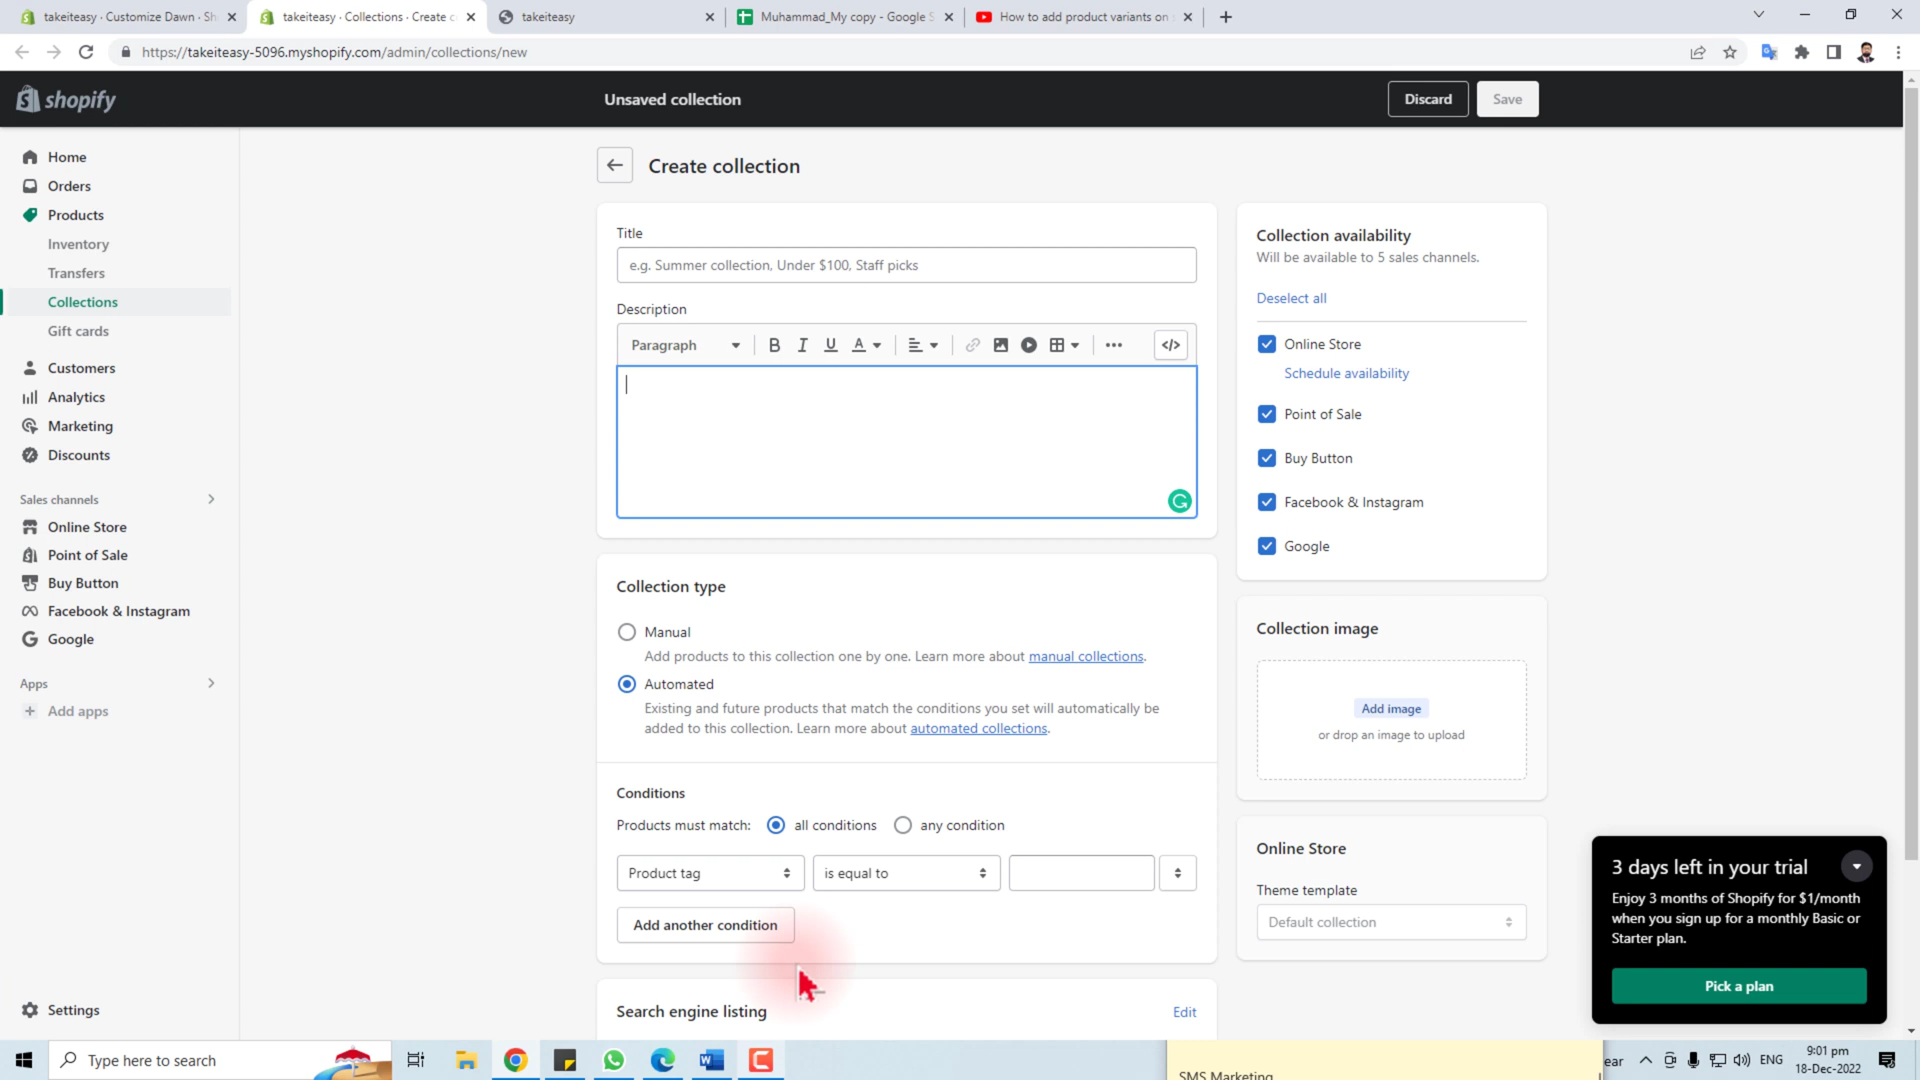 takeiteasy · Customize Dawn · Sh
takeiteasy · Collections · Create c
takeiteasy
Muhammad_My copy - Google S
How to add product variants on s
https://takeiteasy-5096.myshopify.com/admin/collections/new
shopify
Unsaved collection
Discard
Save
Home
Orders
Products
Inventory
Transfers
Collections
Gift cards
Customers
Analytics
Marketing
Discounts
Sales channels
Online Store
Point of Sale
Buy Button
Facebook & Instagram
Google
Apps
Add apps
Settings
Create collection
Title
e.g. Summer collection, Under $100, Staff picks
Description
Paragraph
B I U A
Collection type
Manual
Add products to this collection one by one. Learn more about manual collections.
Automated
Existing and future products that match the conditions you set will automatically be
added to this collection. Learn more about automated collections.
Conditions
Products must match: all conditions any condition
Product tag
is equal to
Add another condition
Search engine listing
Edit
Collection availability
Will be available to 5 sales channels.
Deselect all
Online Store
Schedule availability
Point of Sale
Buy Button
Facebook & Instagram
Google
Collection image
Add image
or drop an image to upload
Online Store
Theme template
Default collection
3 days left in your trial
Enjoy 3 months of Shopify for $1/month
when you sign up for a monthly Basic or
Starter plan.
Pick a plan
Type here to search
SMS Marketing
ear
ENG
9:01 pm
18-Dec-2022